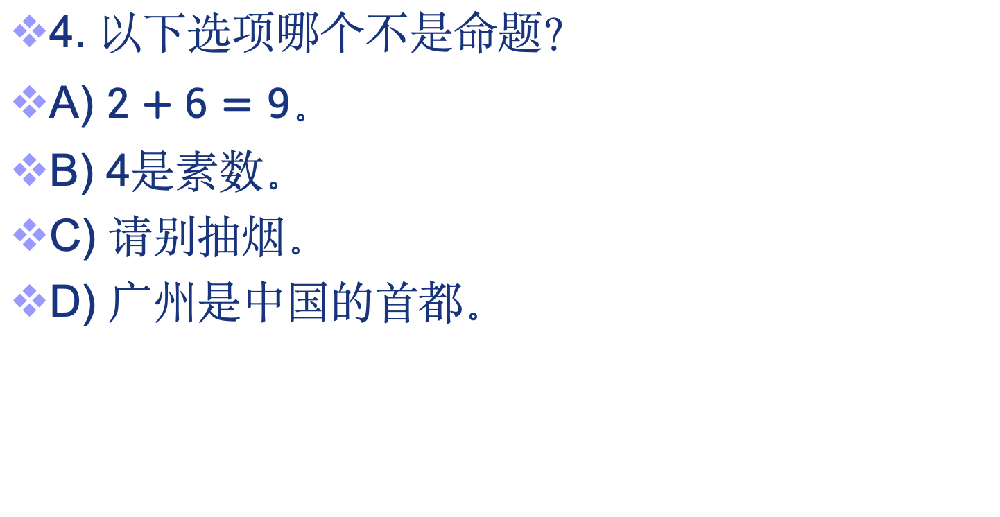 ❖4. 以下选项哪个不是命题?
❖A) 2 + 6 = 9。
❖B) 4是素数。
❖C) 请别抽烟。
❖D) 广州是中国的首都。